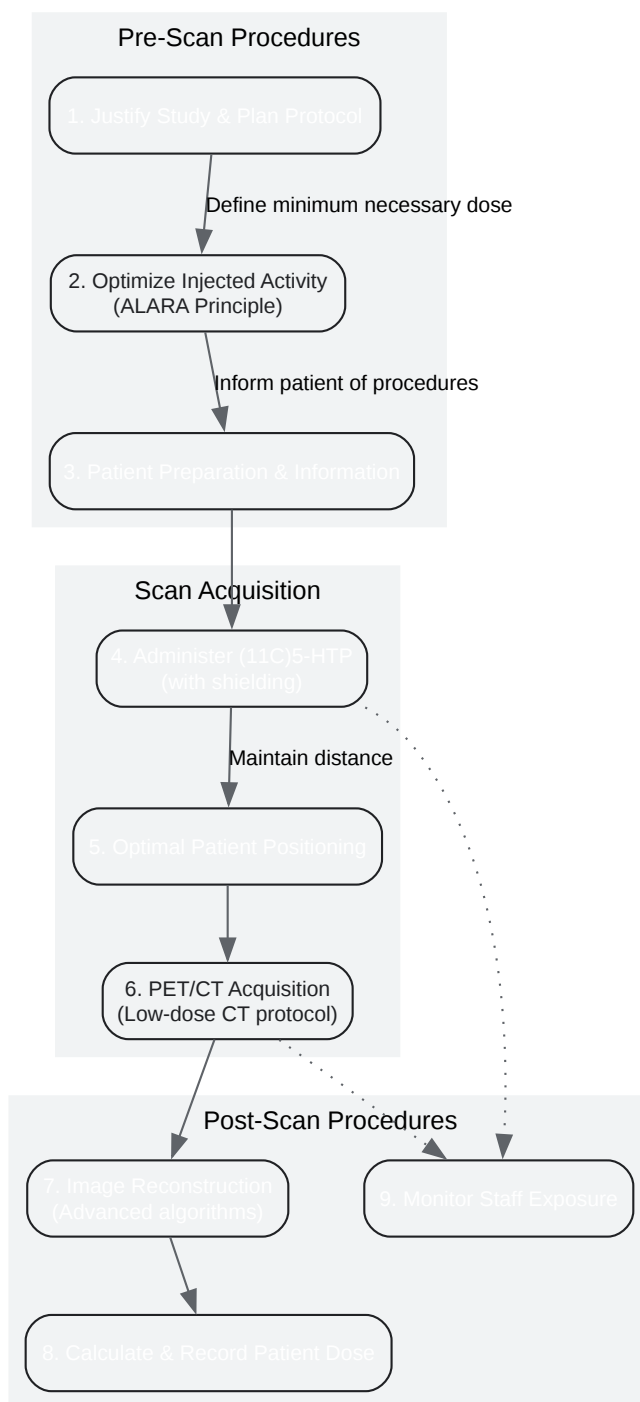 Pre-Scan Procedures
1. Justify Study & Plan Protocol
Define minimum necessary dose
2. Optimize Injected Activity
(ALARA Principle)
Inform patient of procedures
3. Patient Preparation & Information
Scan Acquisition
4. Administer (11C)5-HTP
(with shielding)
Maintain distance
5. Optimal Patient Positioning
6. PET/CT Acquisition
(Low-dose CT protocol)
Post-Scan Procedures
7. Image Reconstruction
(Advanced algorithms)
9. Monitor Staff Exposure
8. Calculate & Record Patient Dose